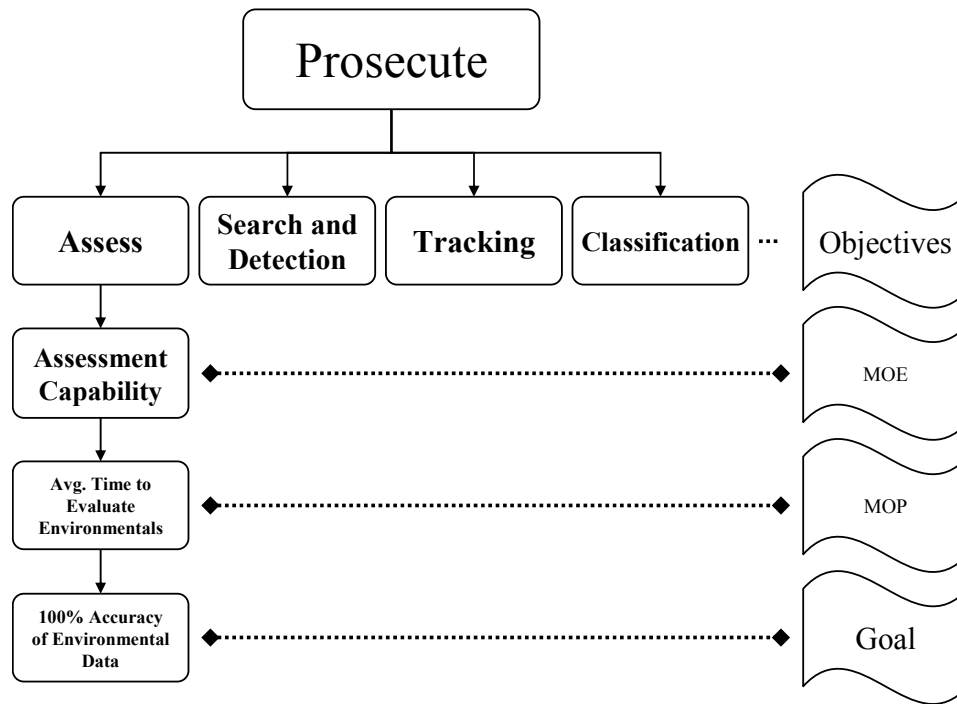 Prosecute
Assess
Search and
Detection
Tracking
Classification
...
Objectives
Assessment
Capability
MOE
Avg. Time to
Evaluate
Environmentals
MOP
100% Accuracy
of Environmental
Data
Goal